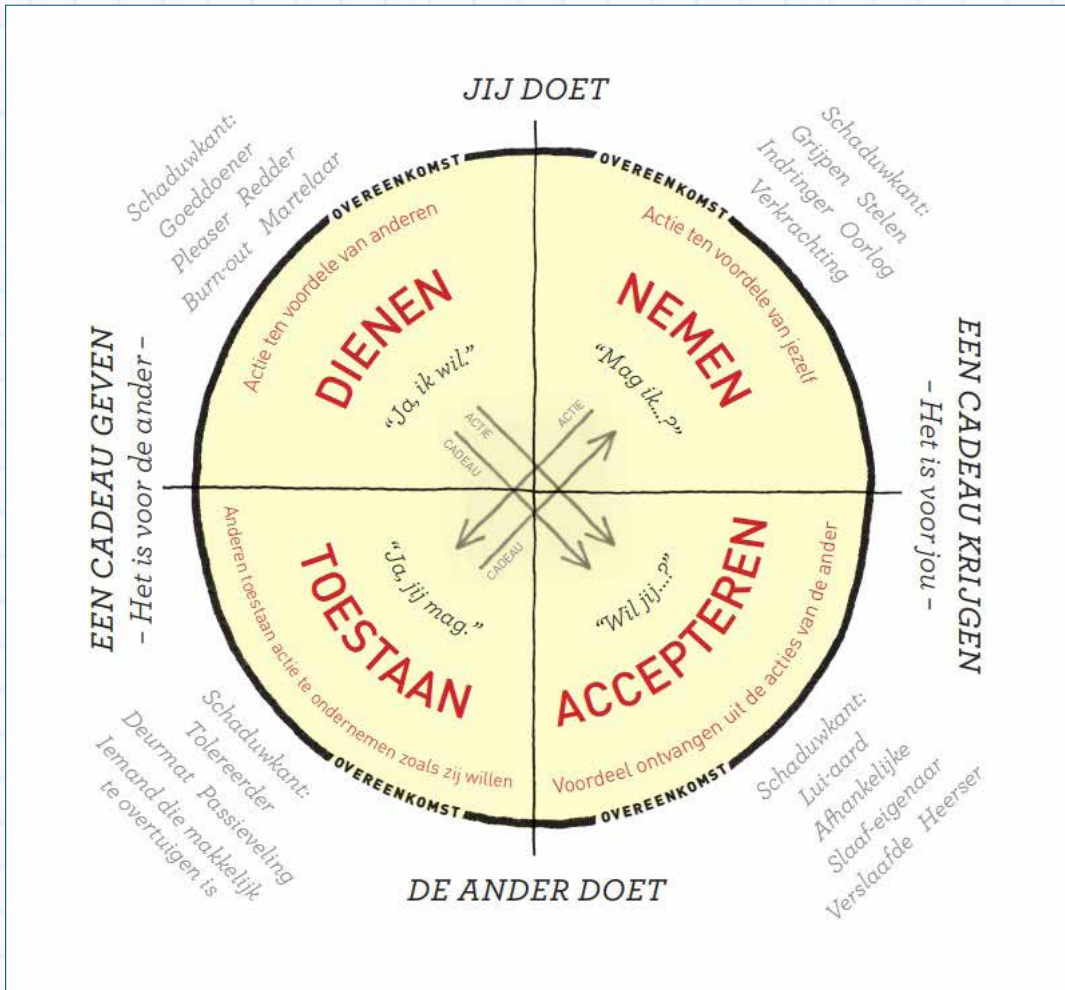 JIJ DOET
Schaduwkant:
Goeddoener
Pleaser Redder
Burn-out Martelaar
Schaduwkant:
Grijpen Stelen
Indringer Oorlog
Verkrachting
OVEREENKOMST
Actie ten voordele van anderen
DIENEN
"Ja, ik wil."
OVEREENKOMST
Actie ten voordele van jezelf
NEMEN
"Mag ik...?"
EEN CADEAU GEVEN
– Het is voor de ander –
EEN CADEAU KRIJGEN
– Het is voor jou –
ACTIE
CADEAU
ACTIE
CADEAU
"Ja, jij mag."
TOESTAAN
Anderen toestaan actie te ondernemen zoals zij willen
OVEREENKOMST
"Wil jij...?"
ACCEPTEREN
Voordeel ontvangen uit de acties van de ander
OVEREENKOMST
Schaduwkant:
Tolereerder
Deurmat Passieveling
Iemand die makkelijk
te overtuigen is
Schaduwkant:
Lui-aard
Afhankelijke
Slaaf-eigenaar
Verslaafde Heerser
DE ANDER DOET